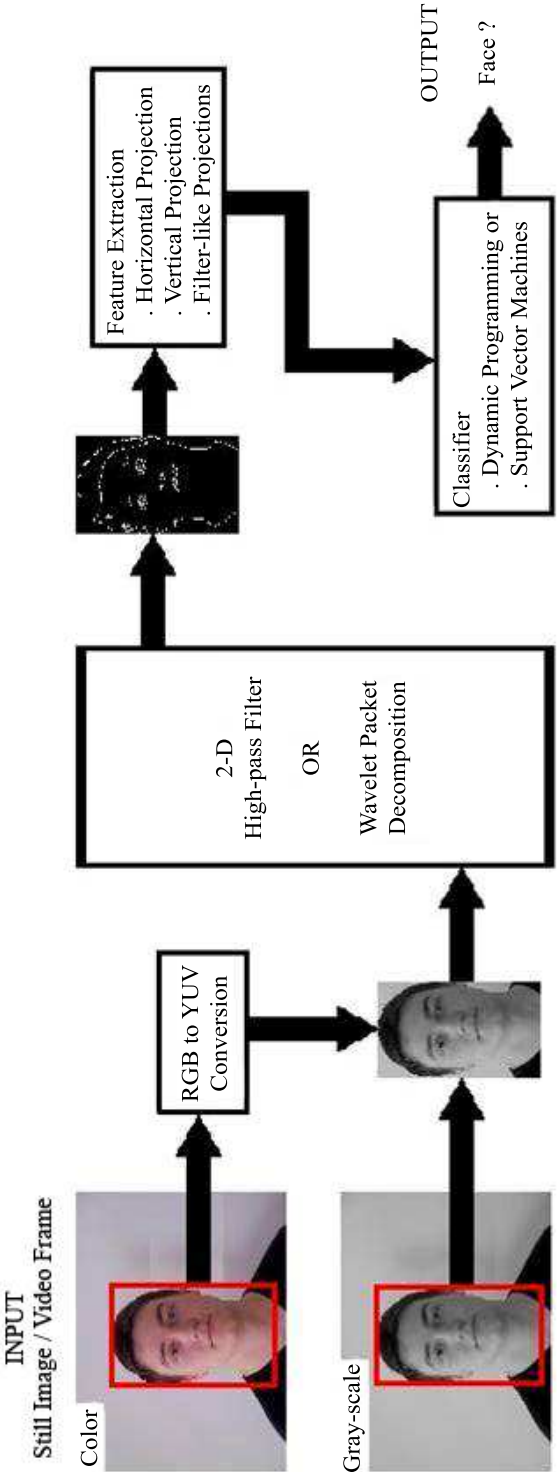 INPUT
Still Image / Video Frame
Color
Gray-scale
RGB to YUV
Conversion
2-D
High-pass Filter
OR
Wavelet Packet
Decomposition
Feature Extraction
. Horizontal Projection
. Vertical Projection
. Filter-like Projections
Classifier
. Dynamic Programming or
. Support Vector Machines
OUTPUT
Face ?